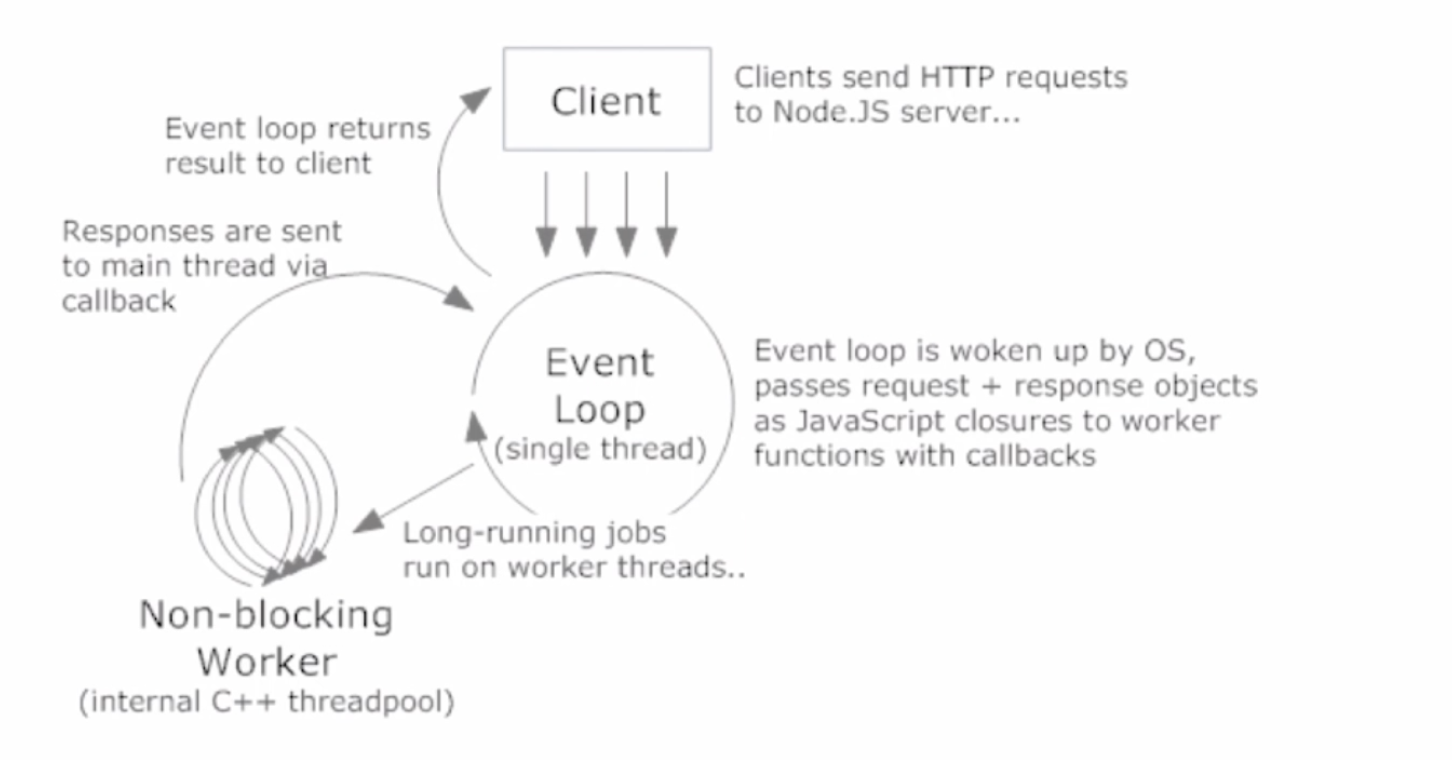 Client
Clients send HTTP requests
to Node.JS server...
Event loop returns
result to client
Responses are sent
to main thread via
callback
Event
Loop
(single thread)
Event loop is woken up by OS,
passes request + response objects
as JavaScript closures to worker
functions with callbacks
Long-running jobs
run on worker threads..
Non-blocking
Worker
(internal C++ threadpool)